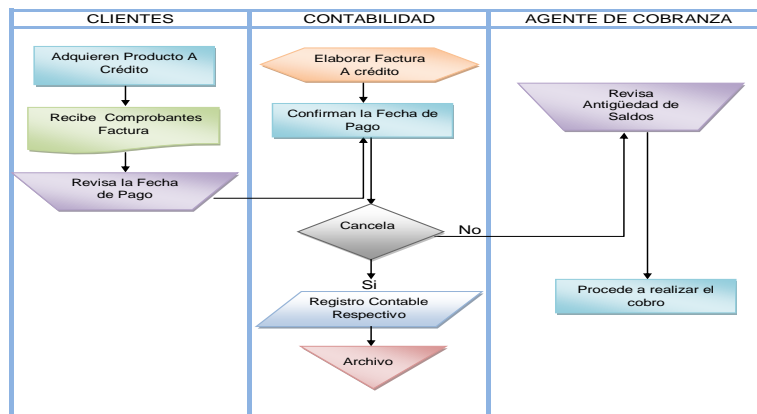 CLIENTES
CONTABILIDAD
AGENTE DE COBRANZA
Adquieren Producto A
Crédito
Recibe Comprobantes
Factura
Revisa la Fecha
de Pago
Elaborar Factura
A crédito
Confirman la Fecha de
Pago
Cancela
No
Si
Registro Contable
Respectivo
Archivo
Revisa
Antigüedad de
Saldos
Procede a realizar el
cobro